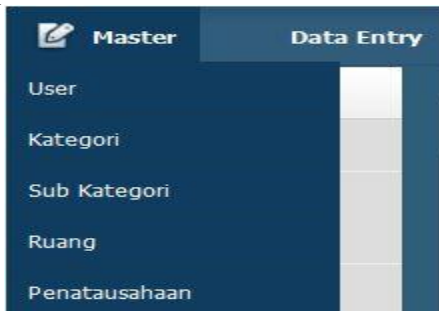 Master Data Entry
User
Kategori
Sub Kategori
Ruang
Penatausahaan